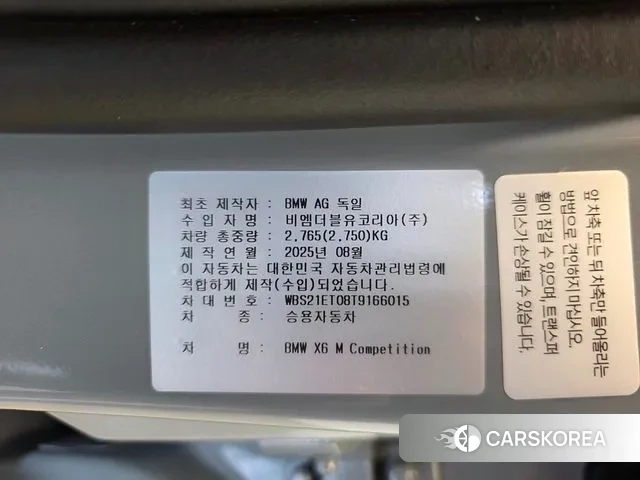 최초 제작자 : BMW AG 독일
수 입 자 명 : 비엠더블유코리아(주)
차량 총중량 : 2,765(2,750)KG
제 작 연 월 : 2025년 08월
이 자동차는 대한민국 자동차관리법령에
적합하게 제작(수입)되었습니다.
차 대 번 호 : WBS21ET08T9166015
차 종 : 승용자동차
차 명 : BMW X6 M Competition
앞 차축 또는 뒤 차축만 들어올리는
방법으로 견인하지 마십시오.
휠이 잠길 수 있으며, 트랜스퍼
케이스가 손상될 수 있습니다.
CARSKOREA